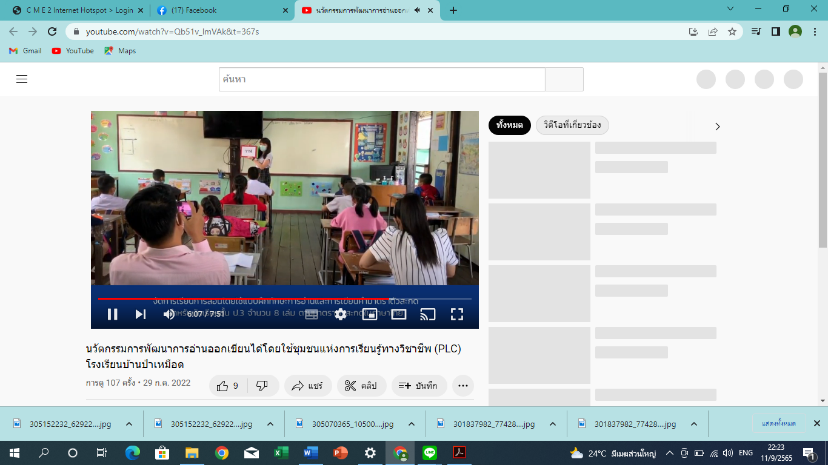 C M E 2 Internet Hotspot > Login
(17) Facebook
นวัตกรรมการพัฒนาการอ่านออกเ
youtube.com/watch?v=Qb51v_lmVAk&t=367s
Gmail
YouTube
Maps
ค้นหา
ทั้งหมด
วิดีโอที่เกี่ยวข้อง
จัดการเรียนการสอนโดยใช้แบบฝึกทักษะการอ่านและการเขียนคำมาตราตัวสะกด
6:07 / 7:51
นวัตกรรมการพัฒนาการอ่านออกเขียนได้โดยใช้ชุมชนแห่งการเรียนรู้ทางวิชาชีพ (PLC)
โรงเรียนบ้านป่าเหมือด
การดู 107 ครั้ง • 29 ก.ค. 2022
9
แชร์
คลิป
บันทึก
305152232_62922....jpg
305152232_62922....jpg
305070365_10500....jpg
301837982_77428....jpg
301837982_77428....jpg
แสดงทั้งหมด
24°C มีเมฆส่วนใหญ่
ENG
22:23
11/9/2565